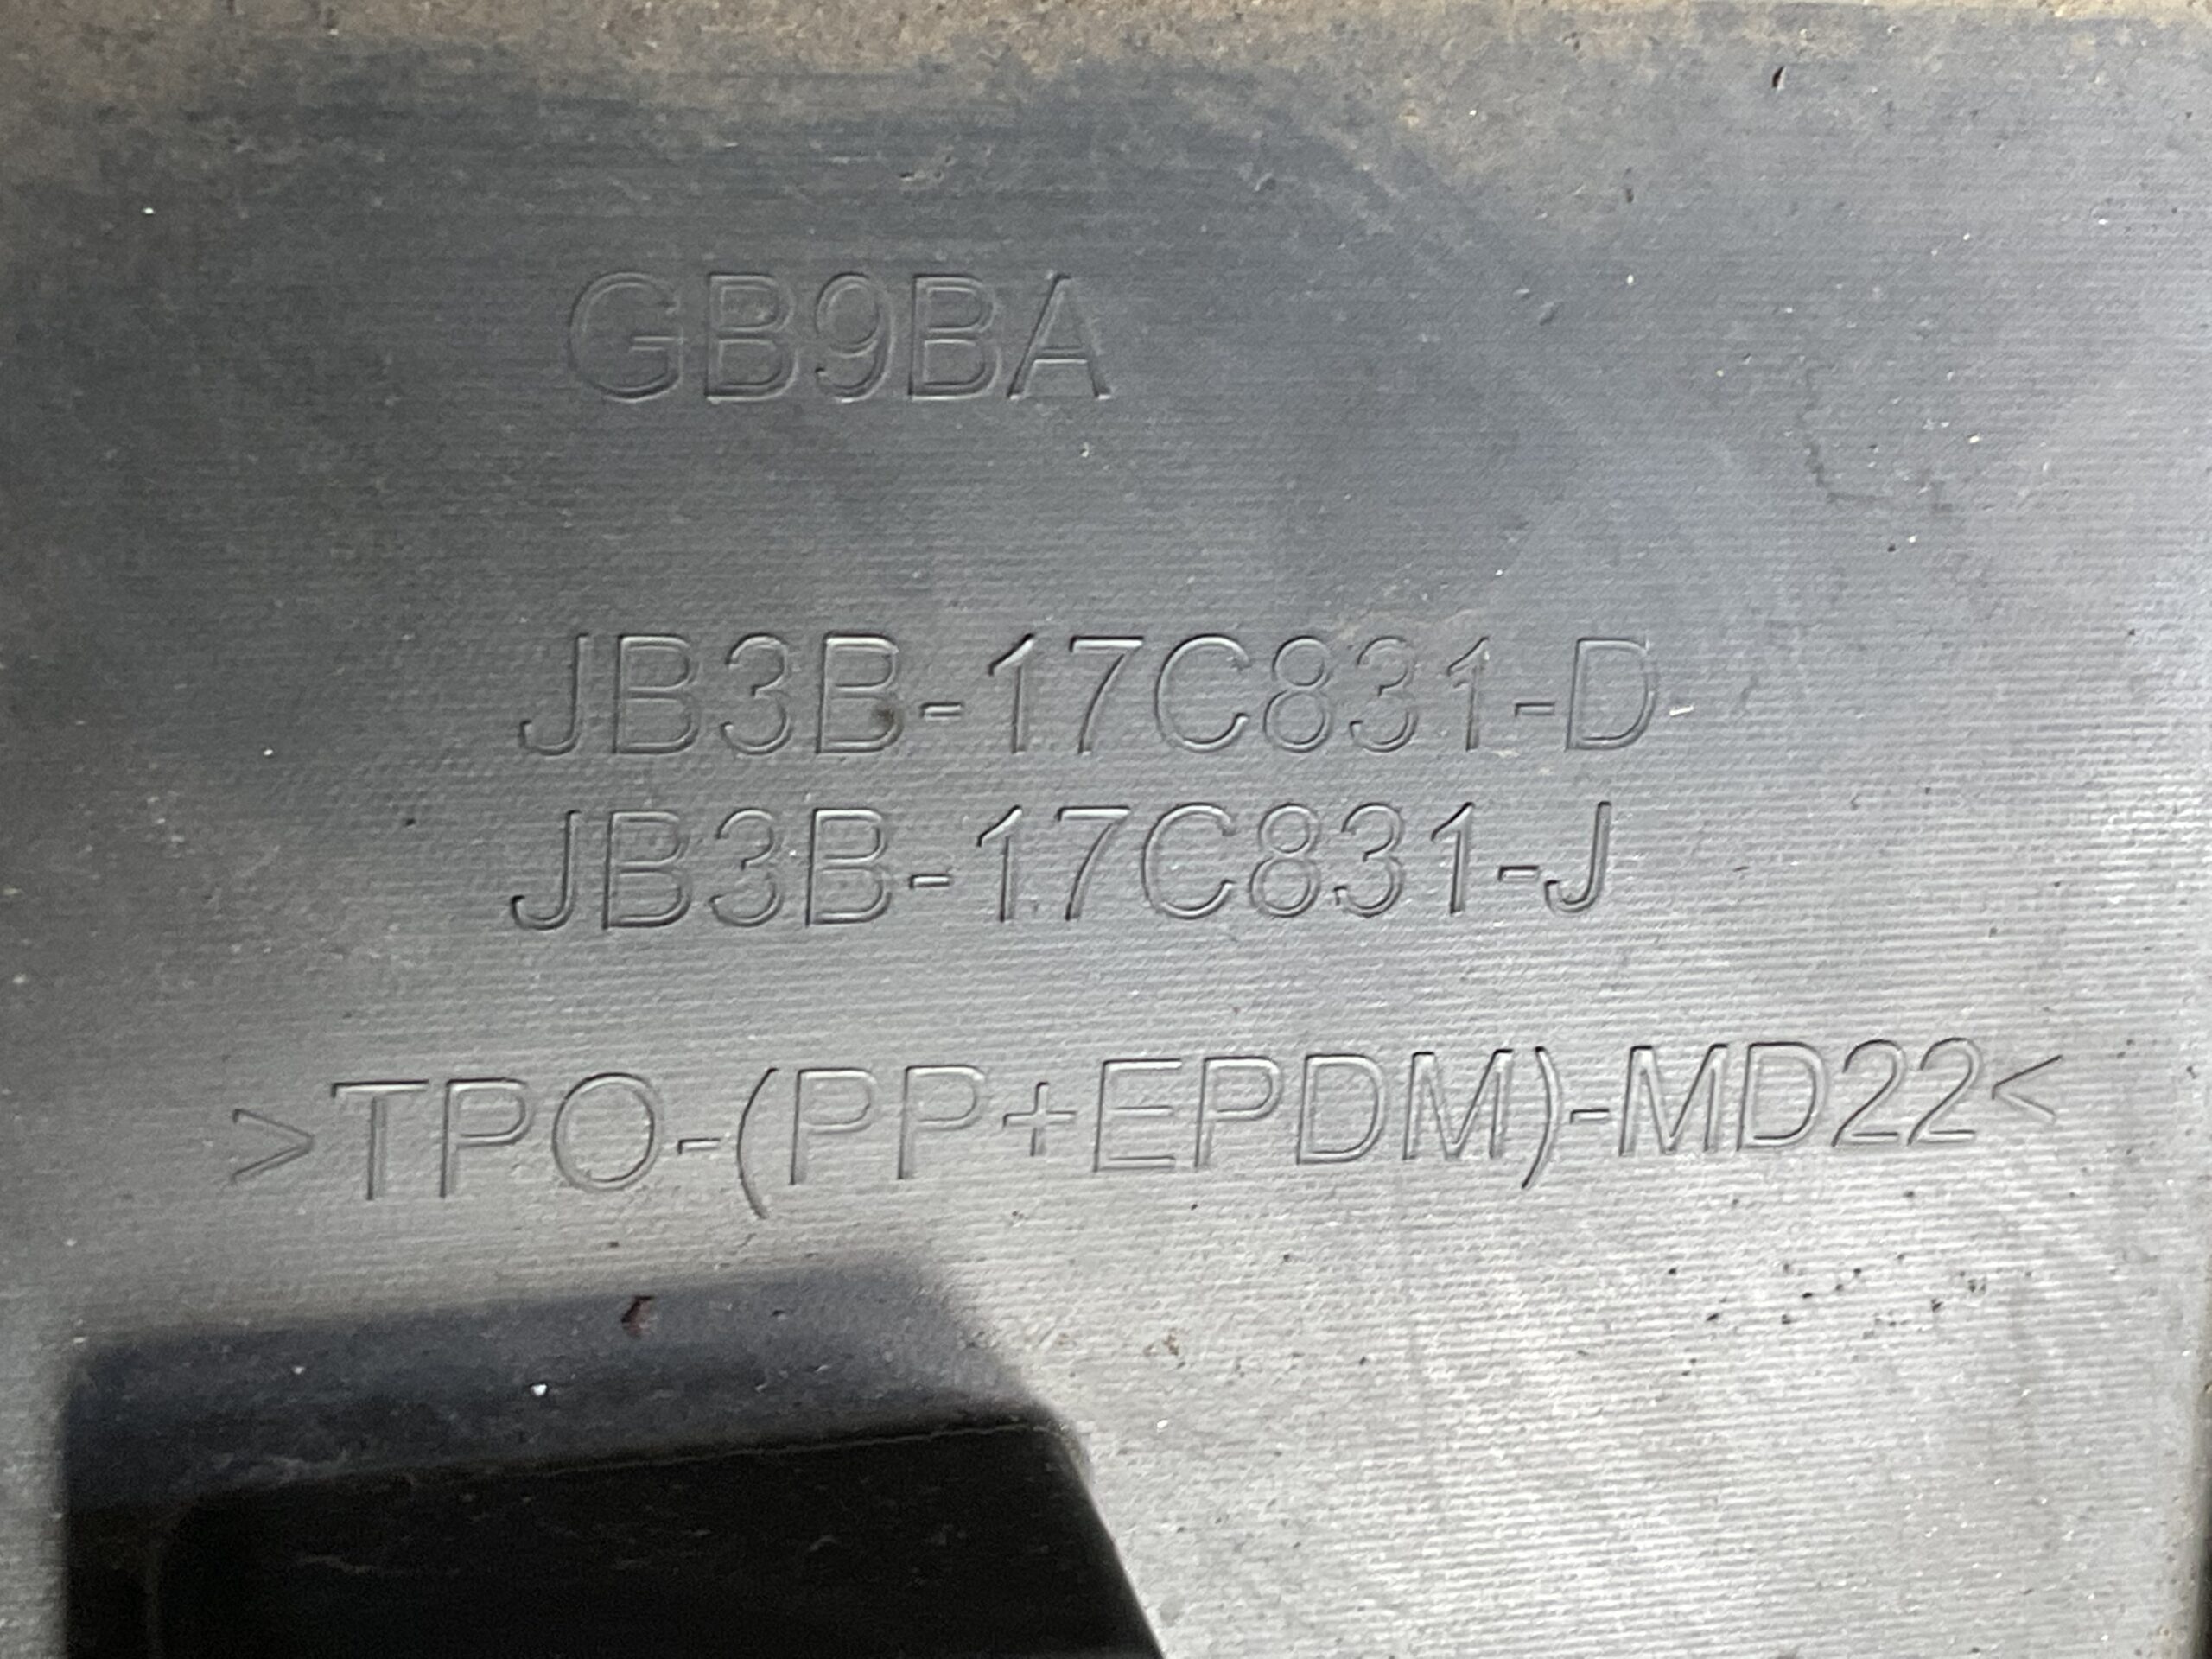 GB9BA
JB3B-17C831-D
JB3B-17C831-J
>TPO-(PP+EPDM)-MD22<